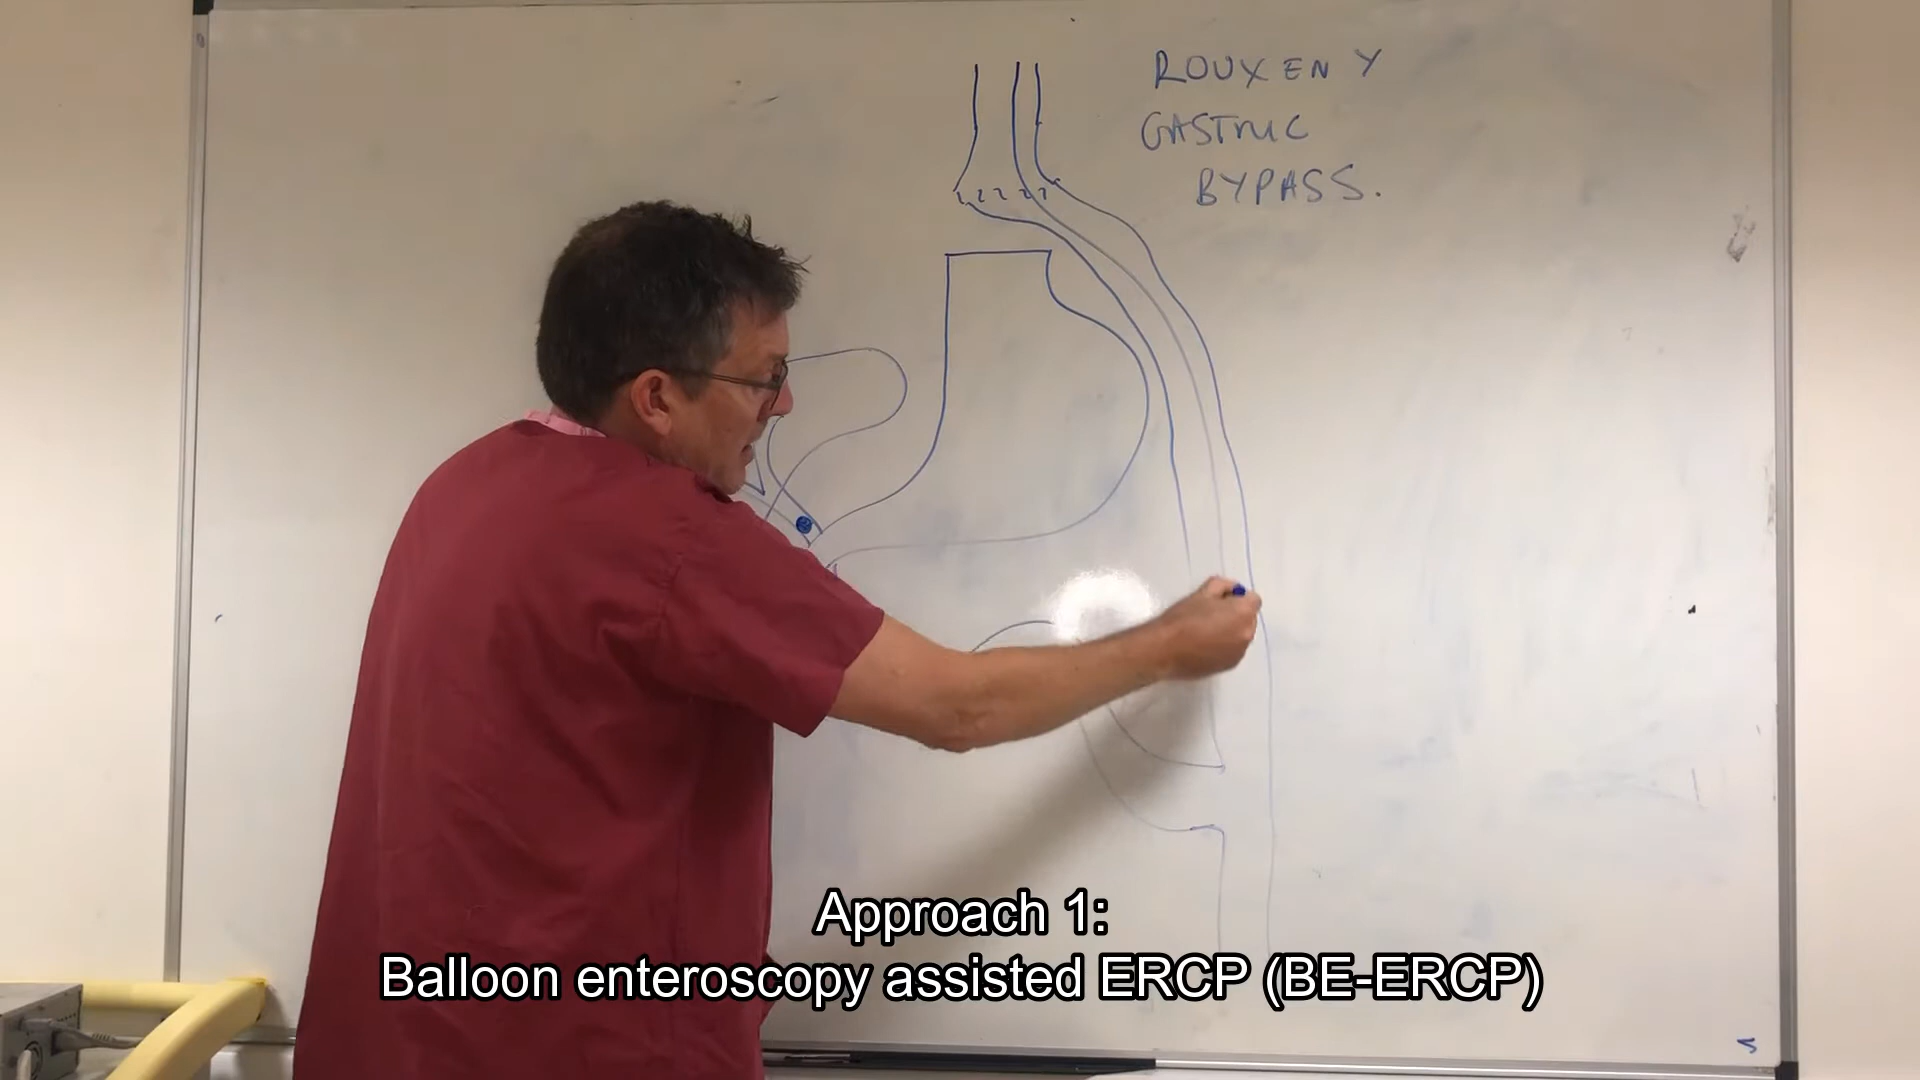 ROUX EN Y
GASTRIC
BYPASS.
Approach 1:
Balloon enteroscopy assisted ERCP (BE-ERCP)